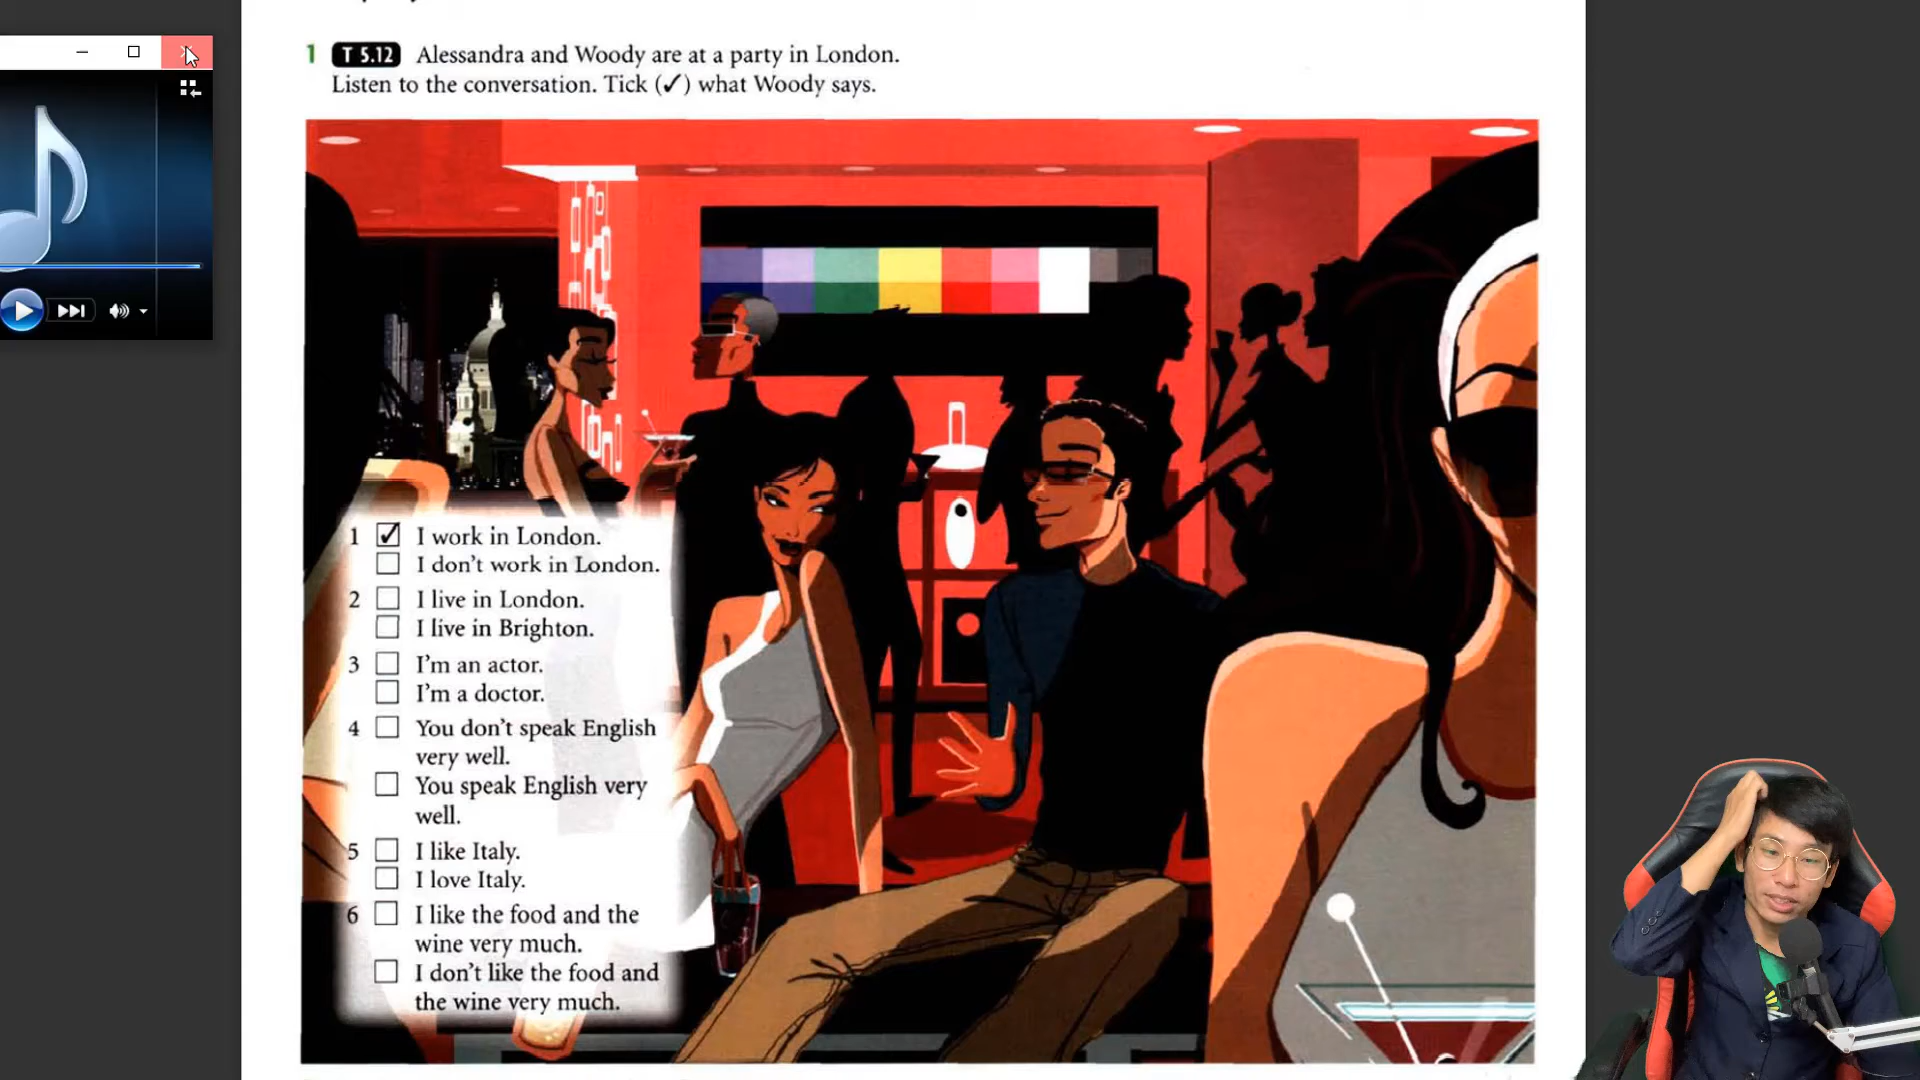 1 T 5.12 Alessandra and Woody are at a party in London.
Listen to the conversation. Tick (✓) what Woody says.
1 ✓ I work in London.
I don't work in London.
2 I live in London.
I live in Brighton.
3 I'm an actor.
I'm a doctor.
4 You don't speak English
very well.
You speak English very
well.
5 I like Italy.
I love Italy.
6 I like the food and the
wine very much.
I don't like the food and
the wine very much.